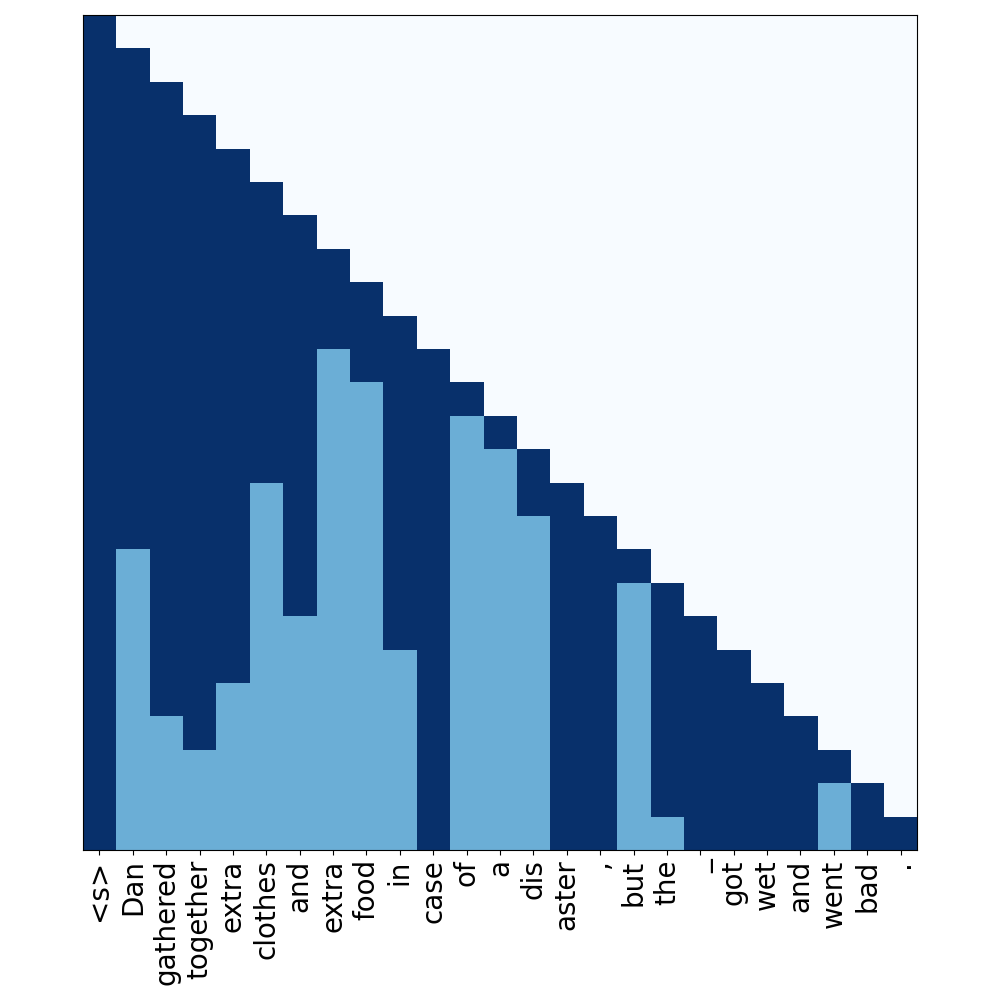 <s> Dan gathered together extra clothes and extra food in case of a dis aster , but the _ got wet and went bad .